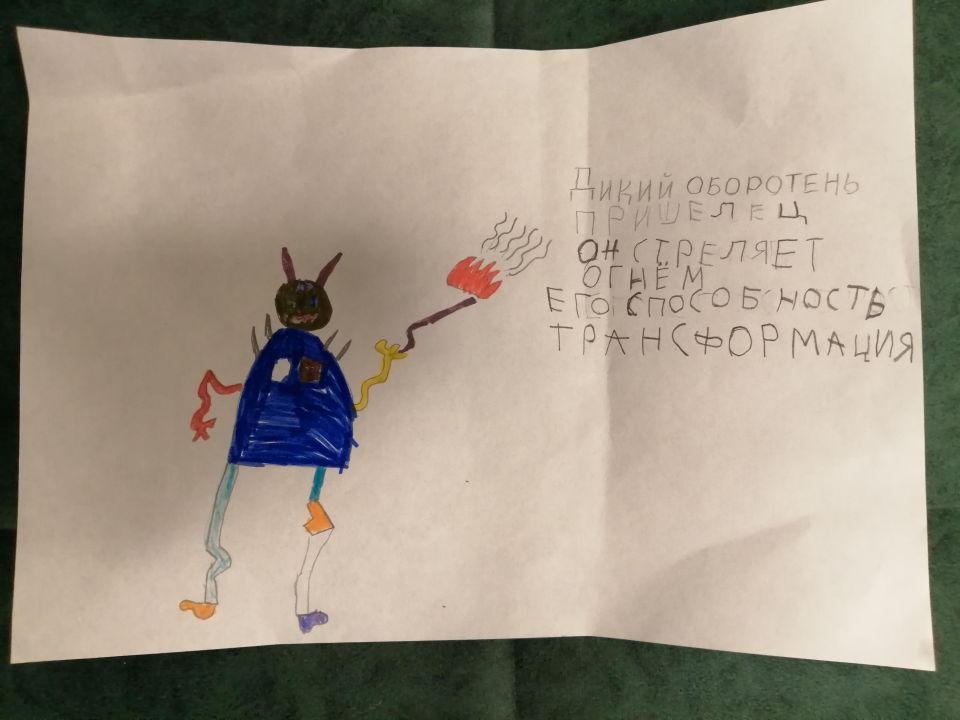 Дикий оборотень
пришелец
он стреляет
огнём
его способность
трансформация